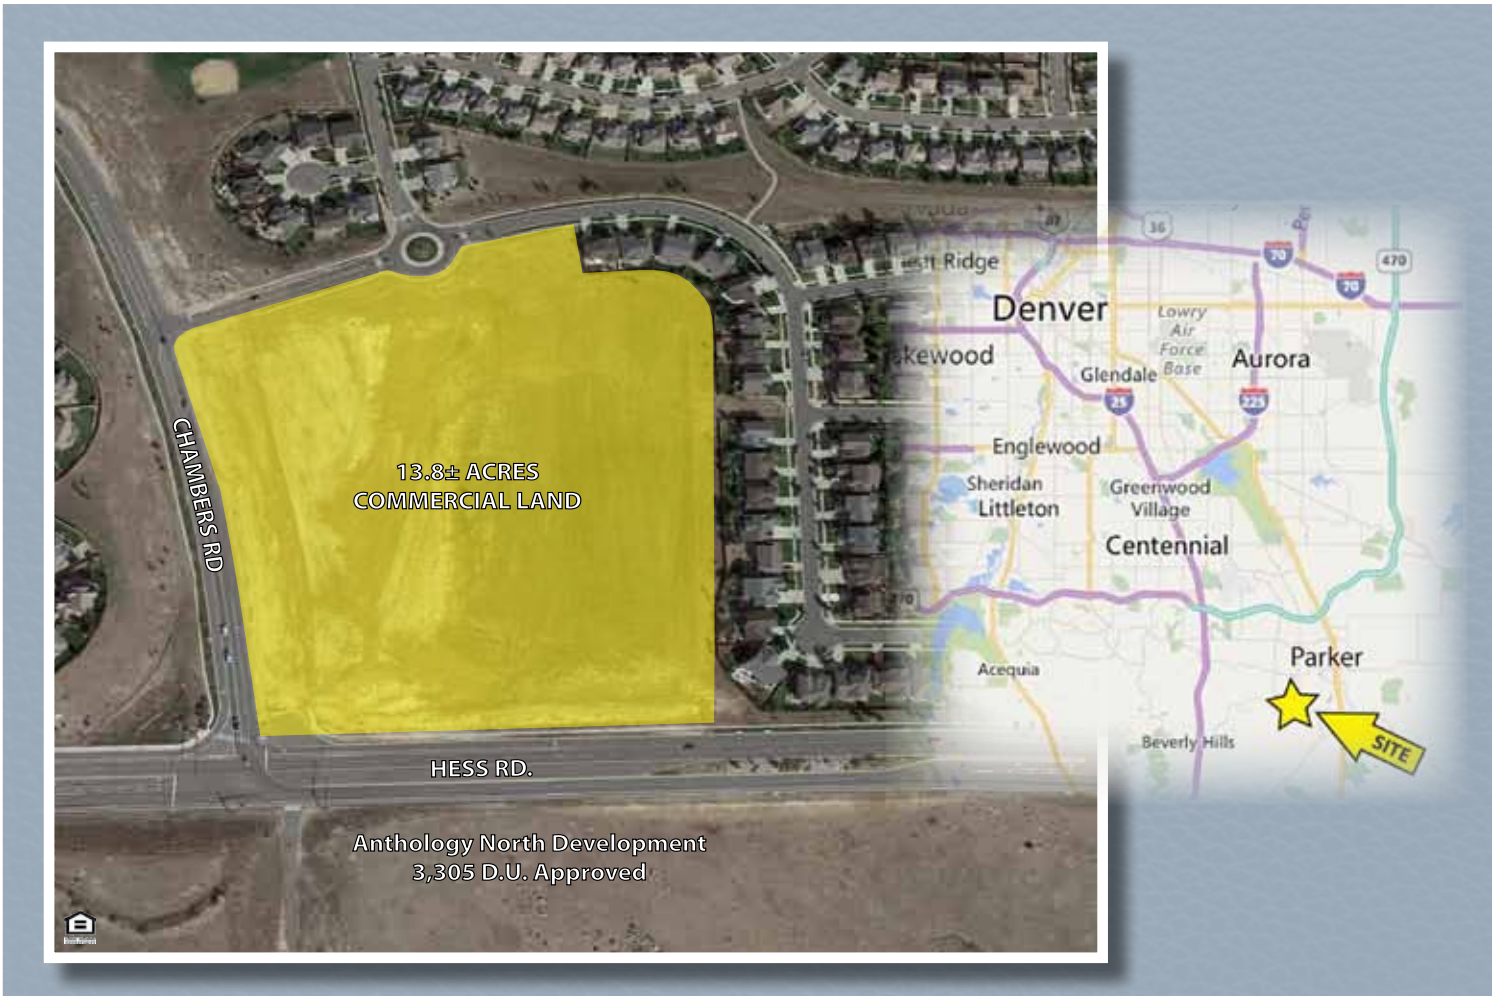 CHAMBERS RD
13.8± ACRES
COMMERCIAL LAND
HESS RD.
Anthology North Development
3,305 D.U. Approved
36
70
470
70
Ridge
Denver
Lowry
Air
Force
Base
Aurora
Glendale
25
225
Englewood
Sheridan
Littleton
Greenwood
Village
Centennial
Parker
Acequia
Beverly Hills
SITE